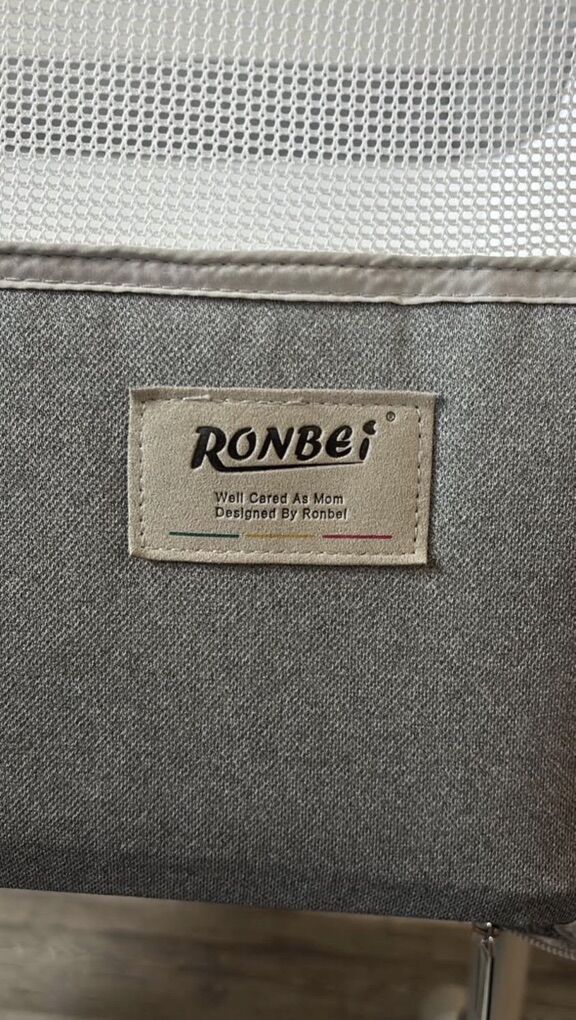 RONBEi®
Well Cared As Mom
Designed By Ronbei